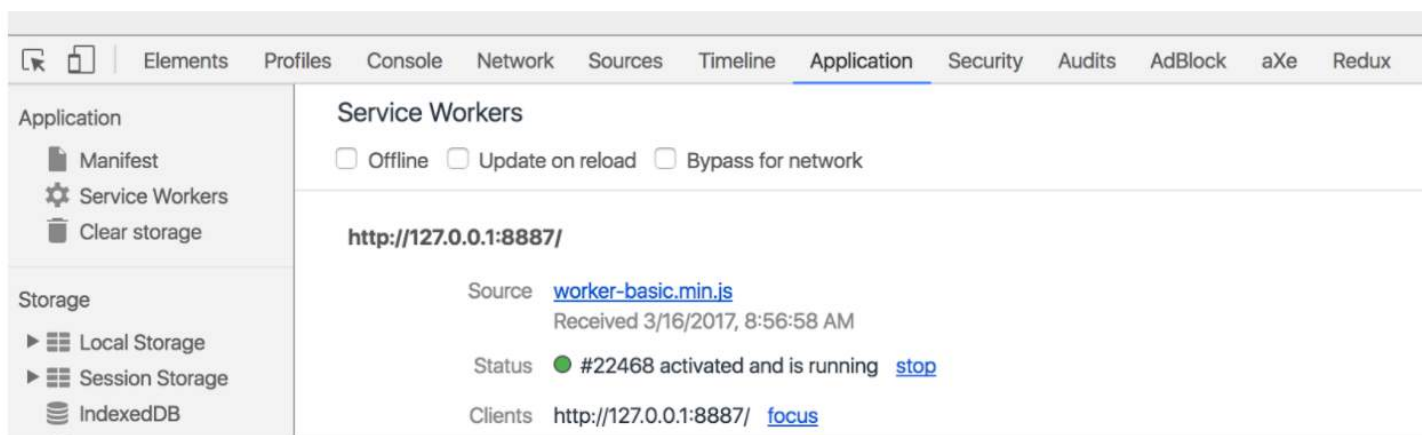 Elements Profiles Console Network Sources Timeline Application Security Audits AdBlock aXe Redux
Application
Manifest
Service Workers
Clear storage
Storage
Local Storage
Session Storage
IndexedDB
Service Workers
Offline Update on reload Bypass for network
http://127.0.0.1:8887/
Source worker-basic.min.js
Received 3/16/2017, 8:56:58 AM
Status #22468 activated and is running stop
Clients http://127.0.0.1:8887/ focus